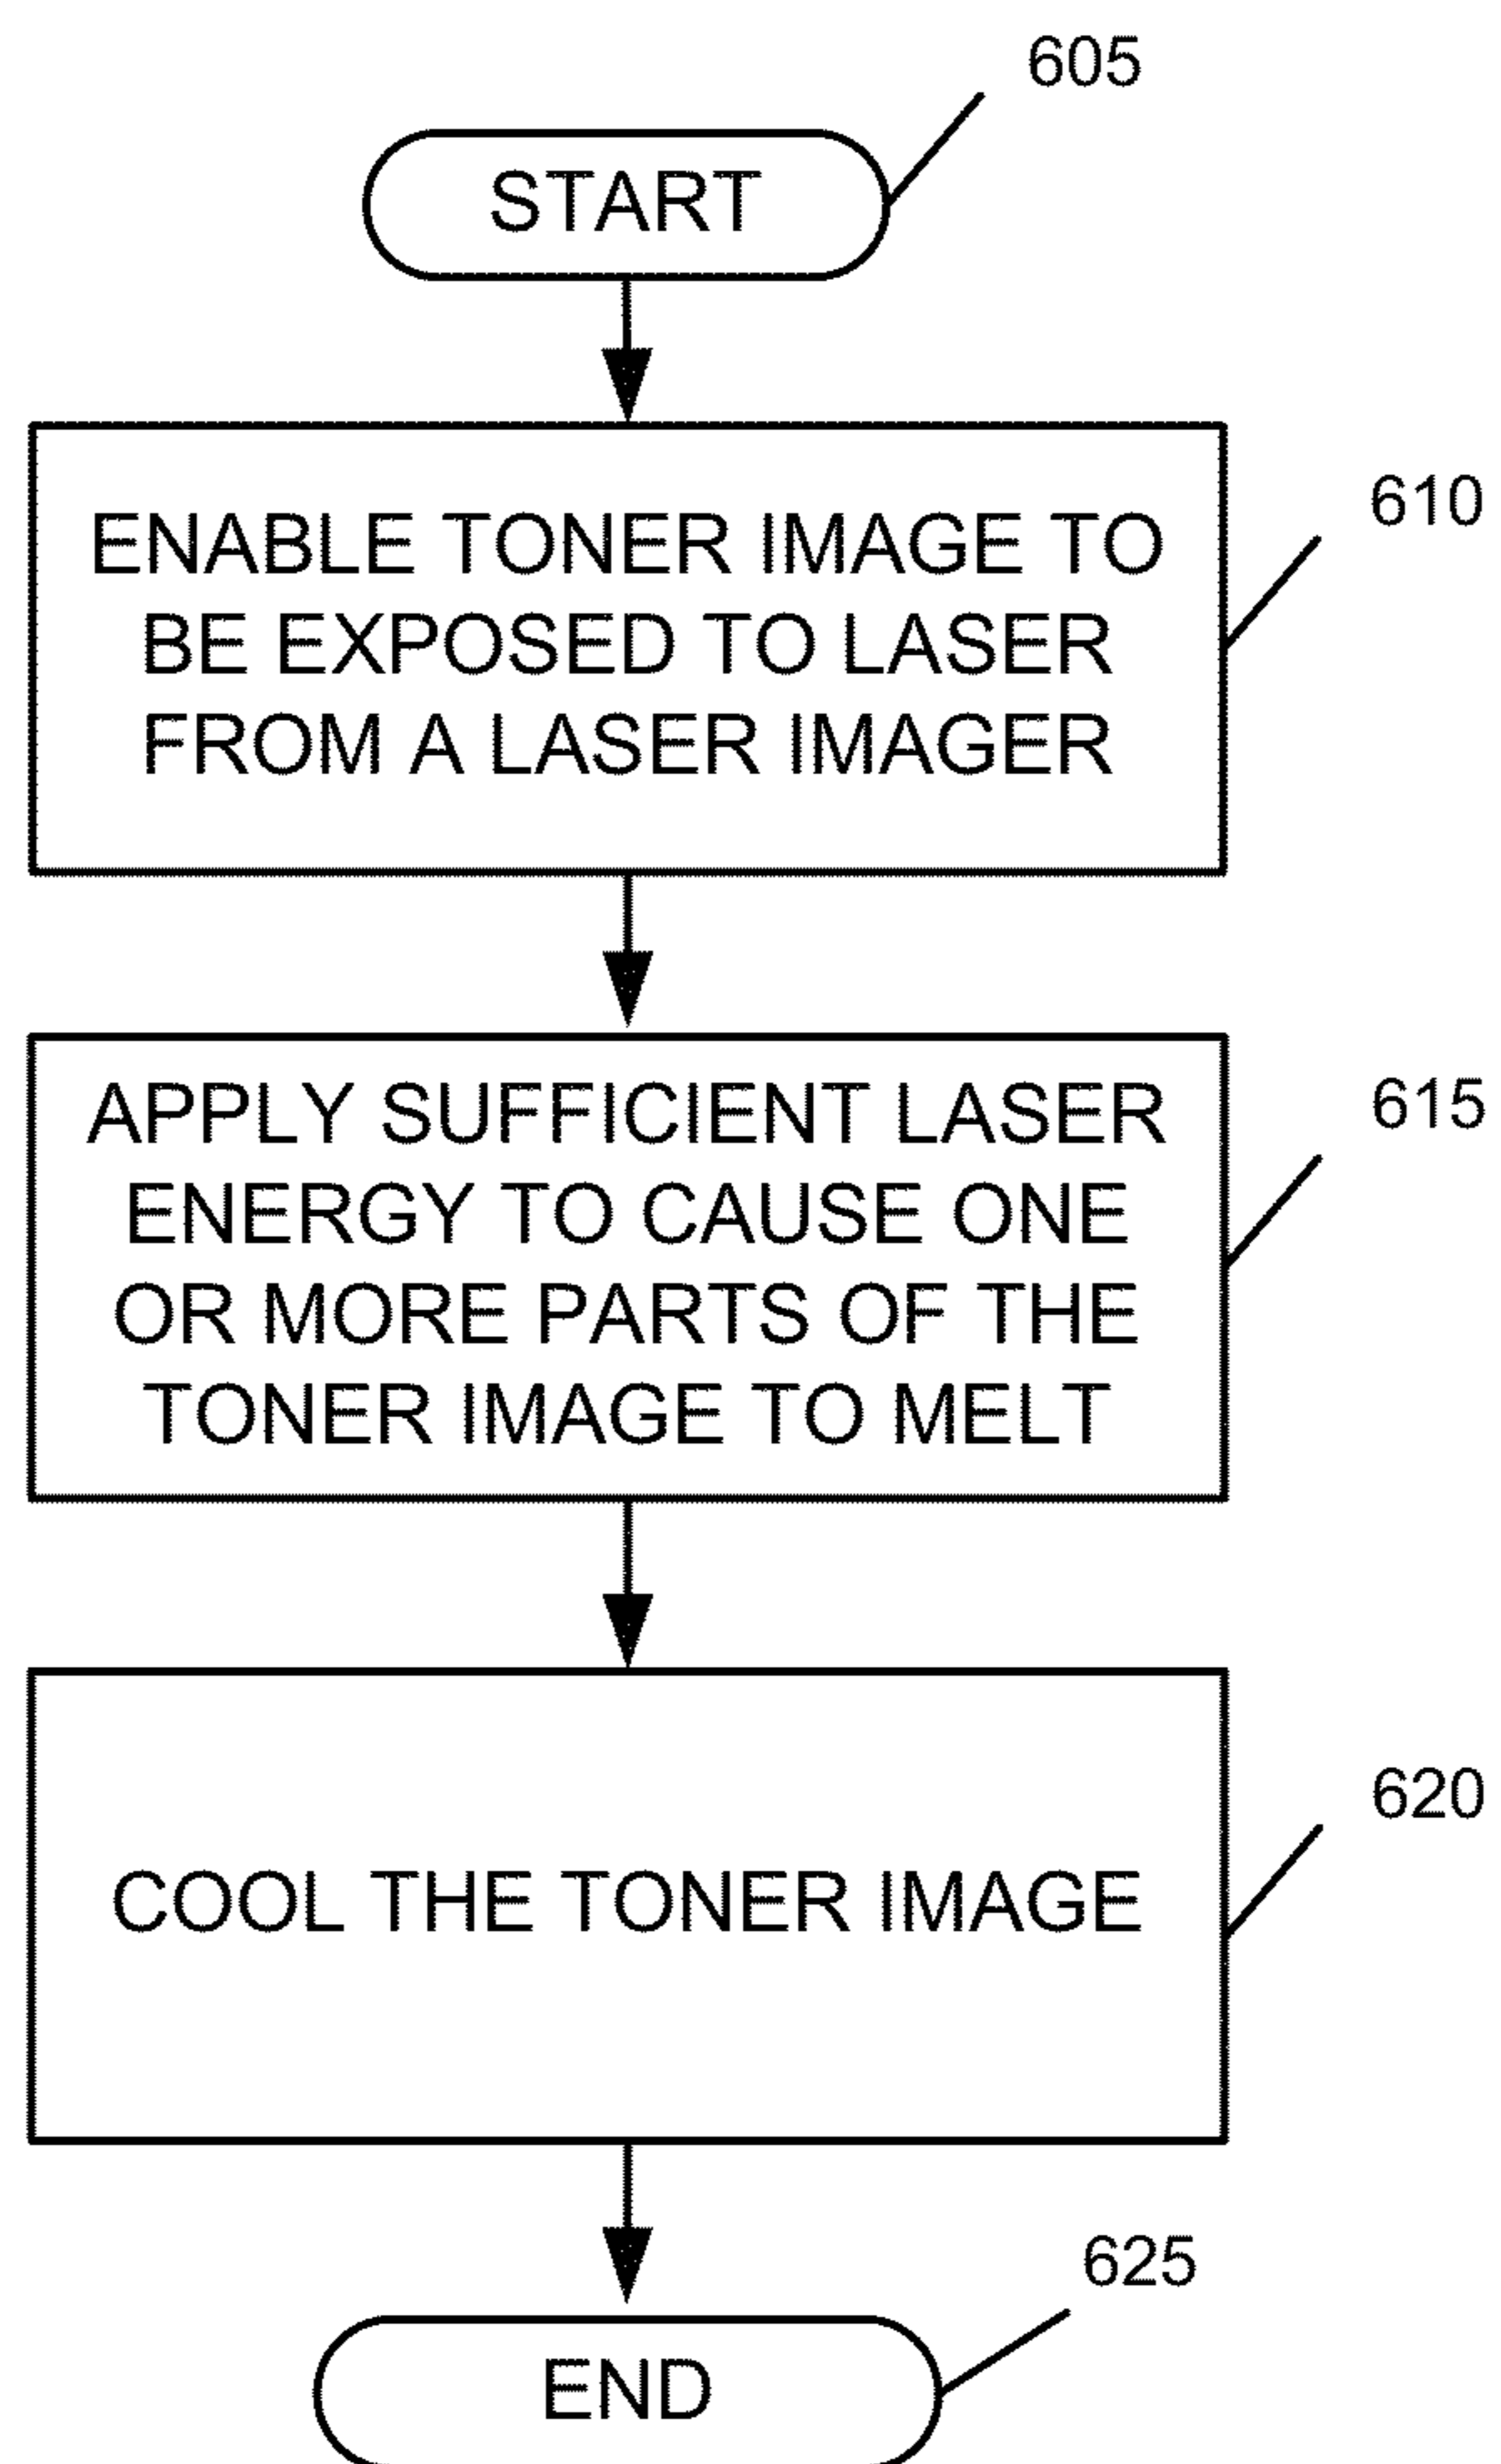 605
START
610
ENABLE TONER IMAGE TO
BE EXPOSED TO LASER
FROM A LASER IMAGER
615
APPLY SUFFICIENT LASER
ENERGY TO CAUSE ONE
OR MORE PARTS OF THE
TONER IMAGE TO MELT
620
COOL THE TONER IMAGE
625
END